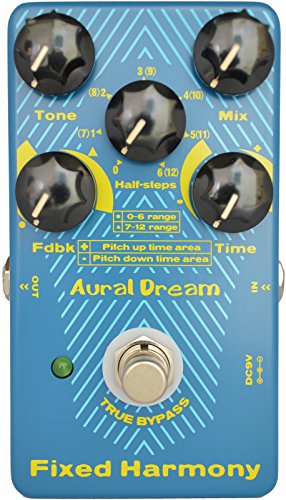 3 (9)
(8) 2
4 (10)
Tone
Mix
(7) 1
5 (11)
0
6 (12)
Half-steps
0-6 range
7-12 range
Fdbk
Time
+ Pitch up time area
- Pitch down time area
<< OUT
Aural Dream
IN <<
DC9V
TRUE BYPASS
Fixed Harmony